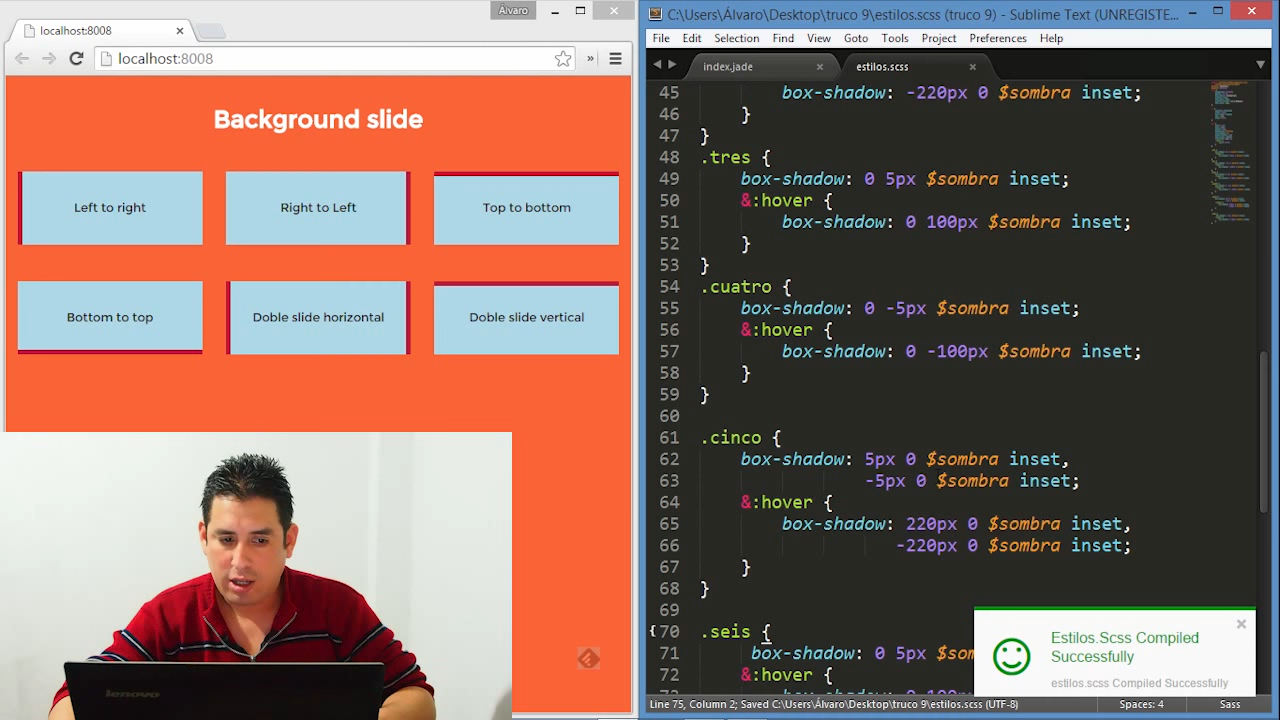 Álvaro
localhost:8008
localhost:8008
Background slide
Left to right
Right to Left
Top to bottom
Bottom to top
Doble slide horizontal
Doble slide vertical
lenovo
C:\Users\Álvaro\Desktop\truco 9\estilos.scss (truco 9) - Sublime Text (UNREGISTE...
File Edit Selection Find View Goto Tools Project Preferences Help
index.jade
estilos.scss
45 box-shadow: -220px 0 $sombra inset;
46 }
47 }
48 .tres {
49 box-shadow: 0 5px $sombra inset;
50 &:hover {
51 box-shadow: 0 100px $sombra inset;
52 }
53 }
54 .cuatro {
55 box-shadow: 0 -5px $sombra inset;
56 &:hover {
57 box-shadow: 0 -100px $sombra inset;
58 }
59 }
60
61 .cinco {
62 box-shadow: 5px 0 $sombra inset,
63 -5px 0 $sombra inset;
64 &:hover {
65 box-shadow: 220px 0 $sombra inset,
66 -220px 0 $sombra inset;
67 }
68 }
69
70 .seis {
71 box-shadow: 0 5px $som
72 &:hover {
Estilos.Scss Compiled
Successfully
estilos.scss Compiled Successfully
Line 75, Column 2; Saved C:\Users\Álvaro\Desktop\truco 9\estilos.scss (UTF-8)
Spaces: 4
Sass